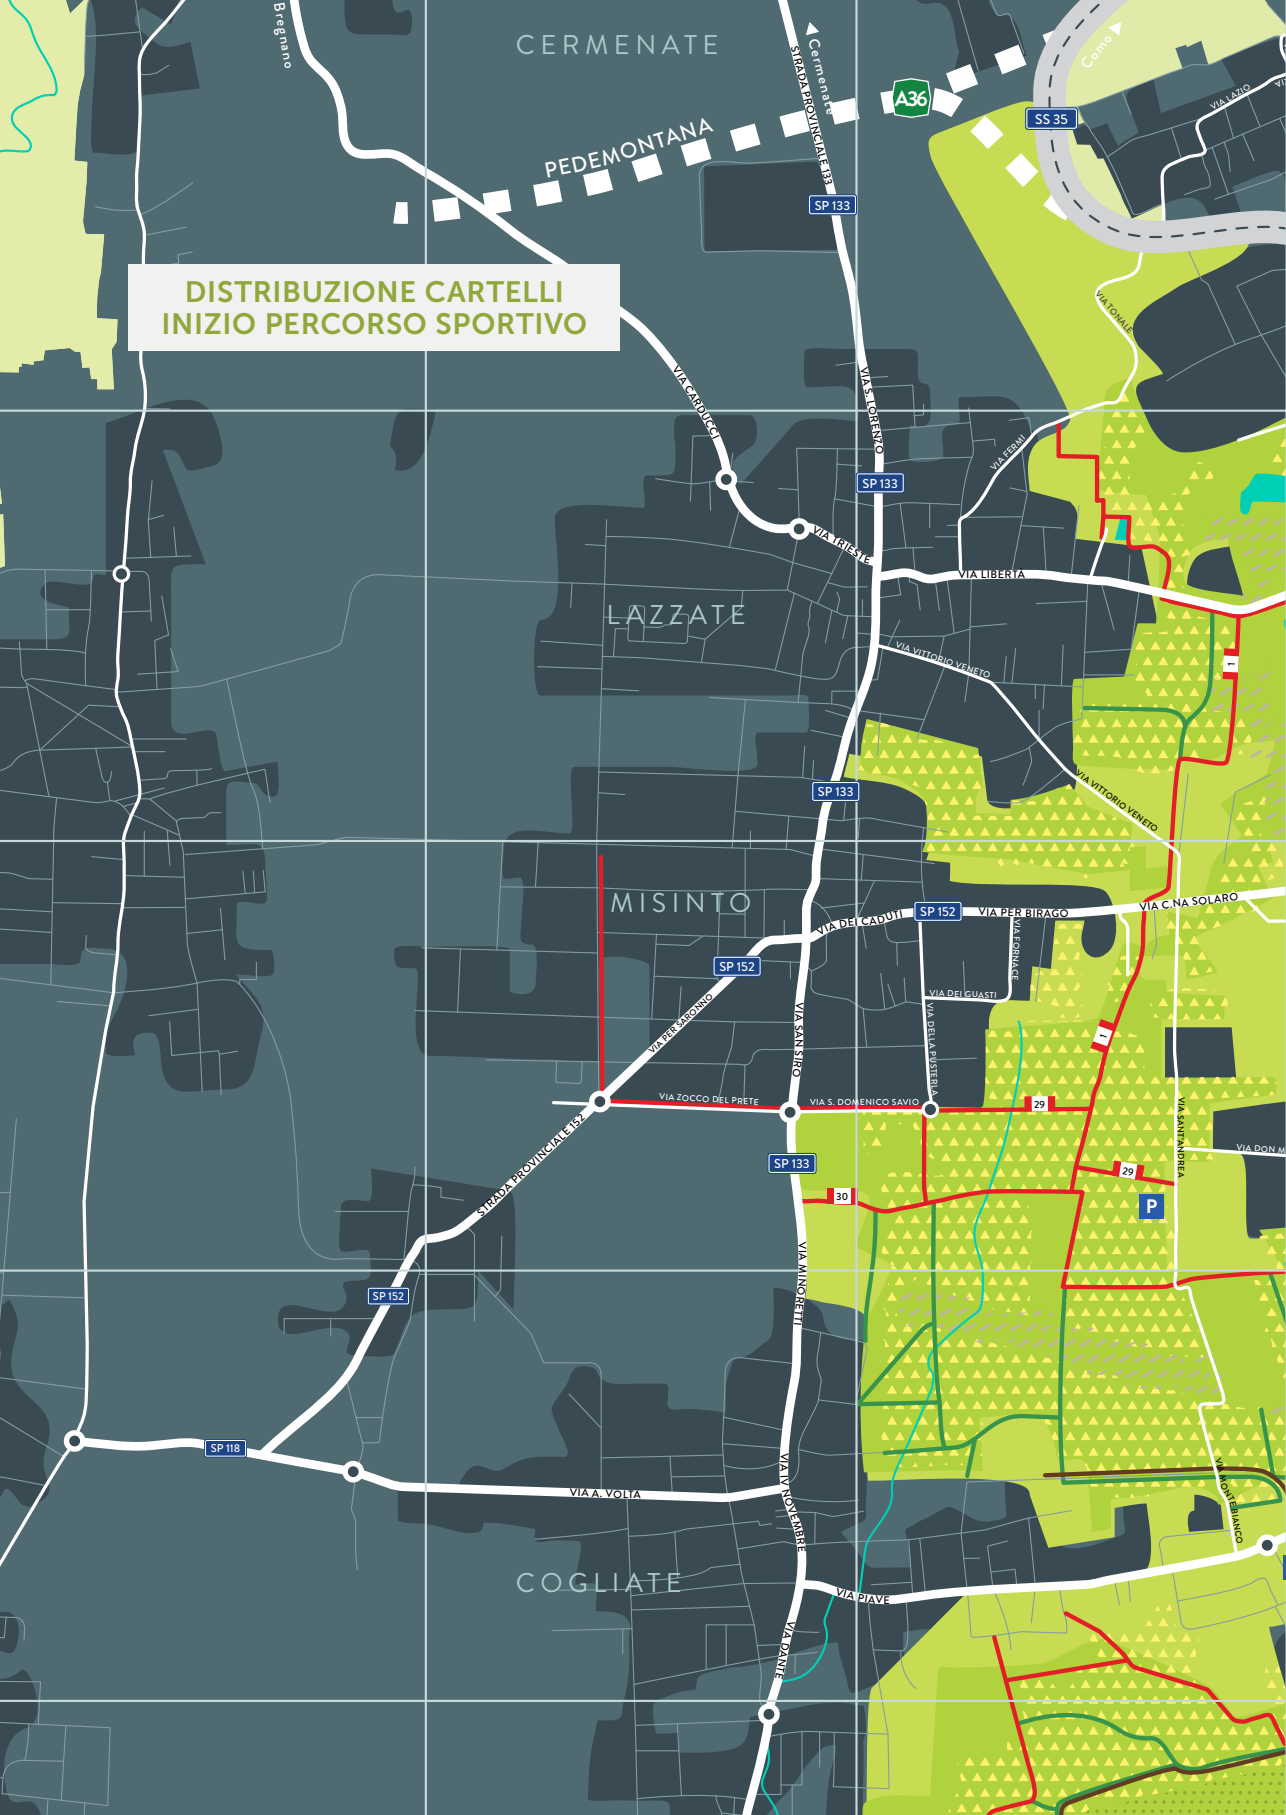 Bregnano
CERMENATE
Cermenate
STRADA PROVINCIALE 133
A36
Como
SS 35
VIA LAZIO
PEDEMONTANA
SP 133
DISTRIBUZIONE CARTELLI
INIZIO PERCORSO SPORTIVO
VIA TONALE
VIA CARDUCCI
VIA S. LORENZO
VIA FERMI
SP 133
VIA TRIESTE
VIA LIBERTÀ
LAZZATE
VIA VITTORIO VENETO
1
SP 133
VIA VITTORIO VENETO
MISINTO
VIA DEI CADUTI
SP 152
VIA PER BIRAGO
VIA C.NA SOLARO
VIA FORNACE
SP 152
VIA DEI GUASTI
VIA PER SARONNO
VIA SAN SIRO
VIA DELLA PUSTERLA
1
VIA ZOCCO DEL PRETE
VIA S. DOMENICO SAVIO
29
STRADA PROVINCIALE 152
VIA SANT'ANDREA
VIA DON M
SP 133
29
30
P
VIA MINORETTI
SP 152
SP 118
VIA A. VOLTA
VIA IV NOVEMBRE
VIA MONTEBIANCO
COGLIATE
VIA PIAVE
VIA DANTE